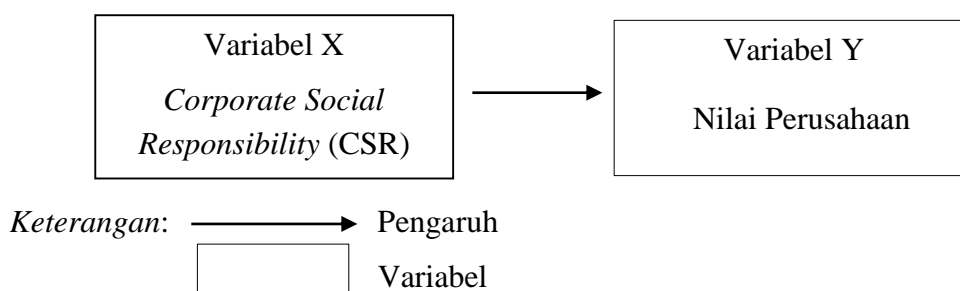 Variabel X
Corporate Social
Responsibility (CSR)
Variabel Y
Nilai Perusahaan
Keterangan: Pengaruh
Variabel